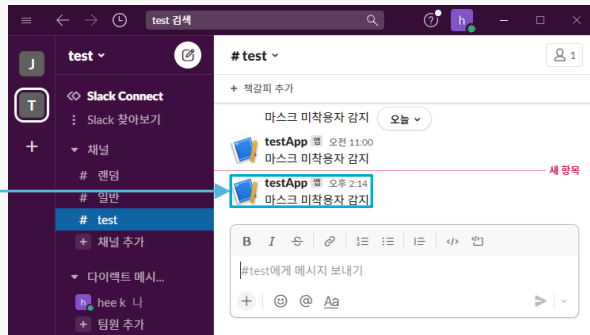 test 검색
h
J
T
test
Slack Connect
Slack 찾아보기
채널
# 랜덤
# 일반
# test
+ 채널 추가
다이렉트 메시...
h hee k 나
+ 팀원 추가
# test
1
+ 책갈피 추가
마스크 미착용자 감지
오늘
testApp 앱 오전 11:00
마스크 미착용자 감지
새 항목
testApp 앱 오후 2:14
마스크 미착용자 감지
B I S
#test에게 메시지 보내기
+ @ Aa